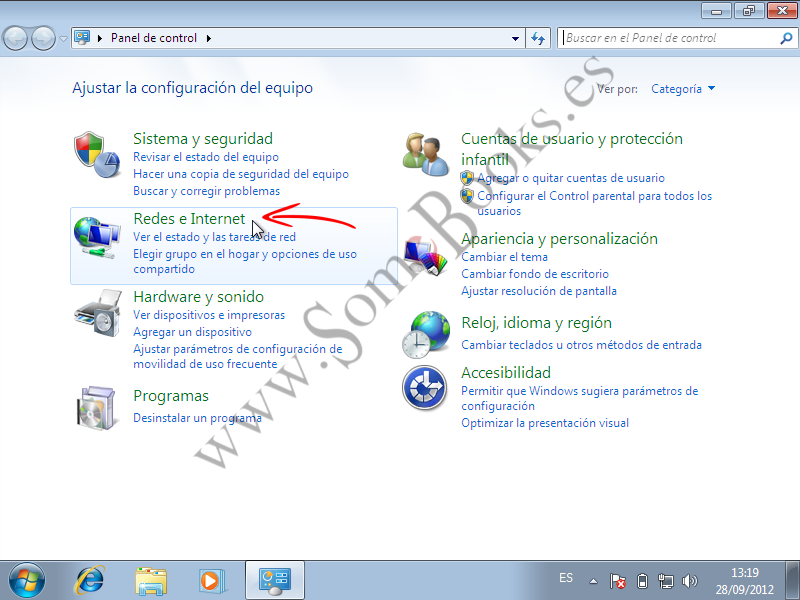 Panel de control
Buscar en el Panel de control
Ajustar la configuración del equipo
Ver por: Categoría
Sistema y seguridad
Revisar el estado del equipo
Hacer una copia de seguridad del equipo
Buscar y corregir problemas
Redes e Internet
Ver el estado y las tareas de red
Elegir grupo en el hogar y opciones de uso
compartido
Hardware y sonido
Ver dispositivos e impresoras
Agregar un dispositivo
Ajustar parámetros de configuración de
movilidad de uso frecuente
Programas
Desinstalar un programa
Cuentas de usuario y protección
infantil
Agregar o quitar cuentas de usuario
Configurar el Control parental para todos los
usuarios
Apariencia y personalización
Cambiar el tema
Cambiar fondo de escritorio
Ajustar resolución de pantalla
Reloj, idioma y región
Cambiar teclados u otros métodos de entrada
Accesibilidad
Permitir que Windows sugiera parámetros de
configuración
Optimizar la presentación visual
www.SomeBooks.es
ES
13:19
28/09/2012